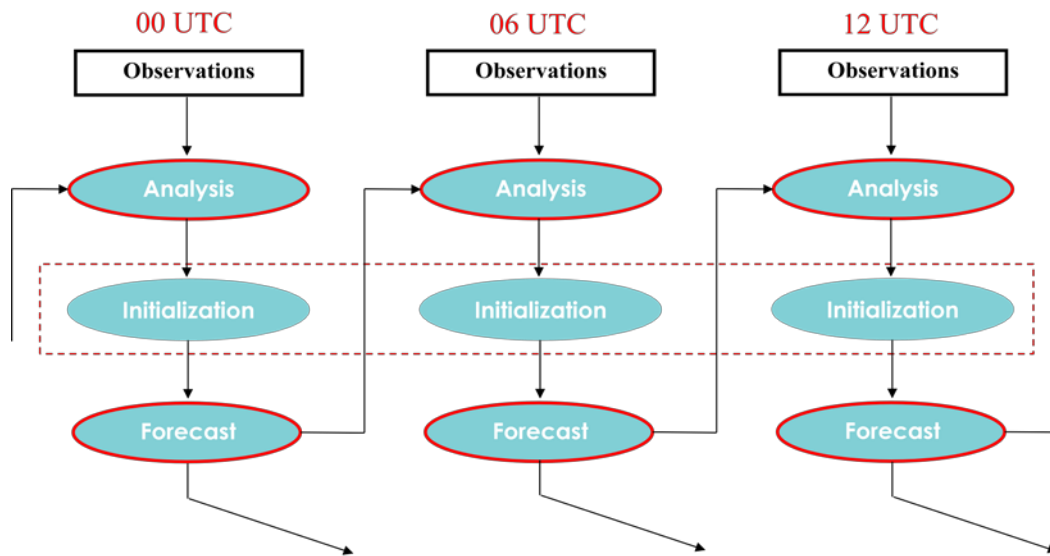 00 UTC
06 UTC
12 UTC
Observations
Observations
Observations
Analysis
Analysis
Analysis
Initialization
Initialization
Initialization
Forecast
Forecast
Forecast